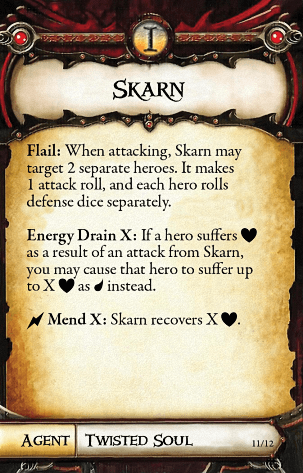 I
SKARN
Flail: When attacking, Skarn may
target 2 separate heroes. It makes
1 attack roll, and each hero rolls
defense dice separately.
Energy Drain X: If a hero suffers ♥
as a result of an attack from Skarn,
you may cause that hero to suffer up
to X ♥ as 💧 instead.
⚡ Mend X: Skarn recovers X ♥.
AGENT TWISTED SOUL 11/12